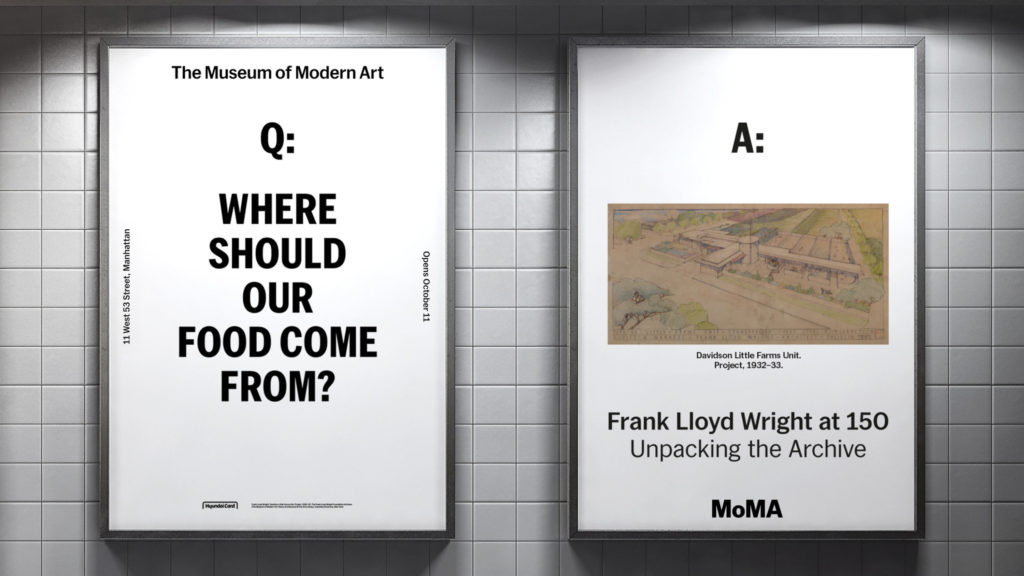 The Museum of Modern Art
Q:
WHERE
SHOULD
OUR
FOOD COME
FROM?
11 West 53 Street, Manhattan
Opens October 11
Hyundai Card
A:
Davidson Little Farms Unit.
Project, 1932–33.
Frank Lloyd Wright at 150
Unpacking the Archive
MoMA